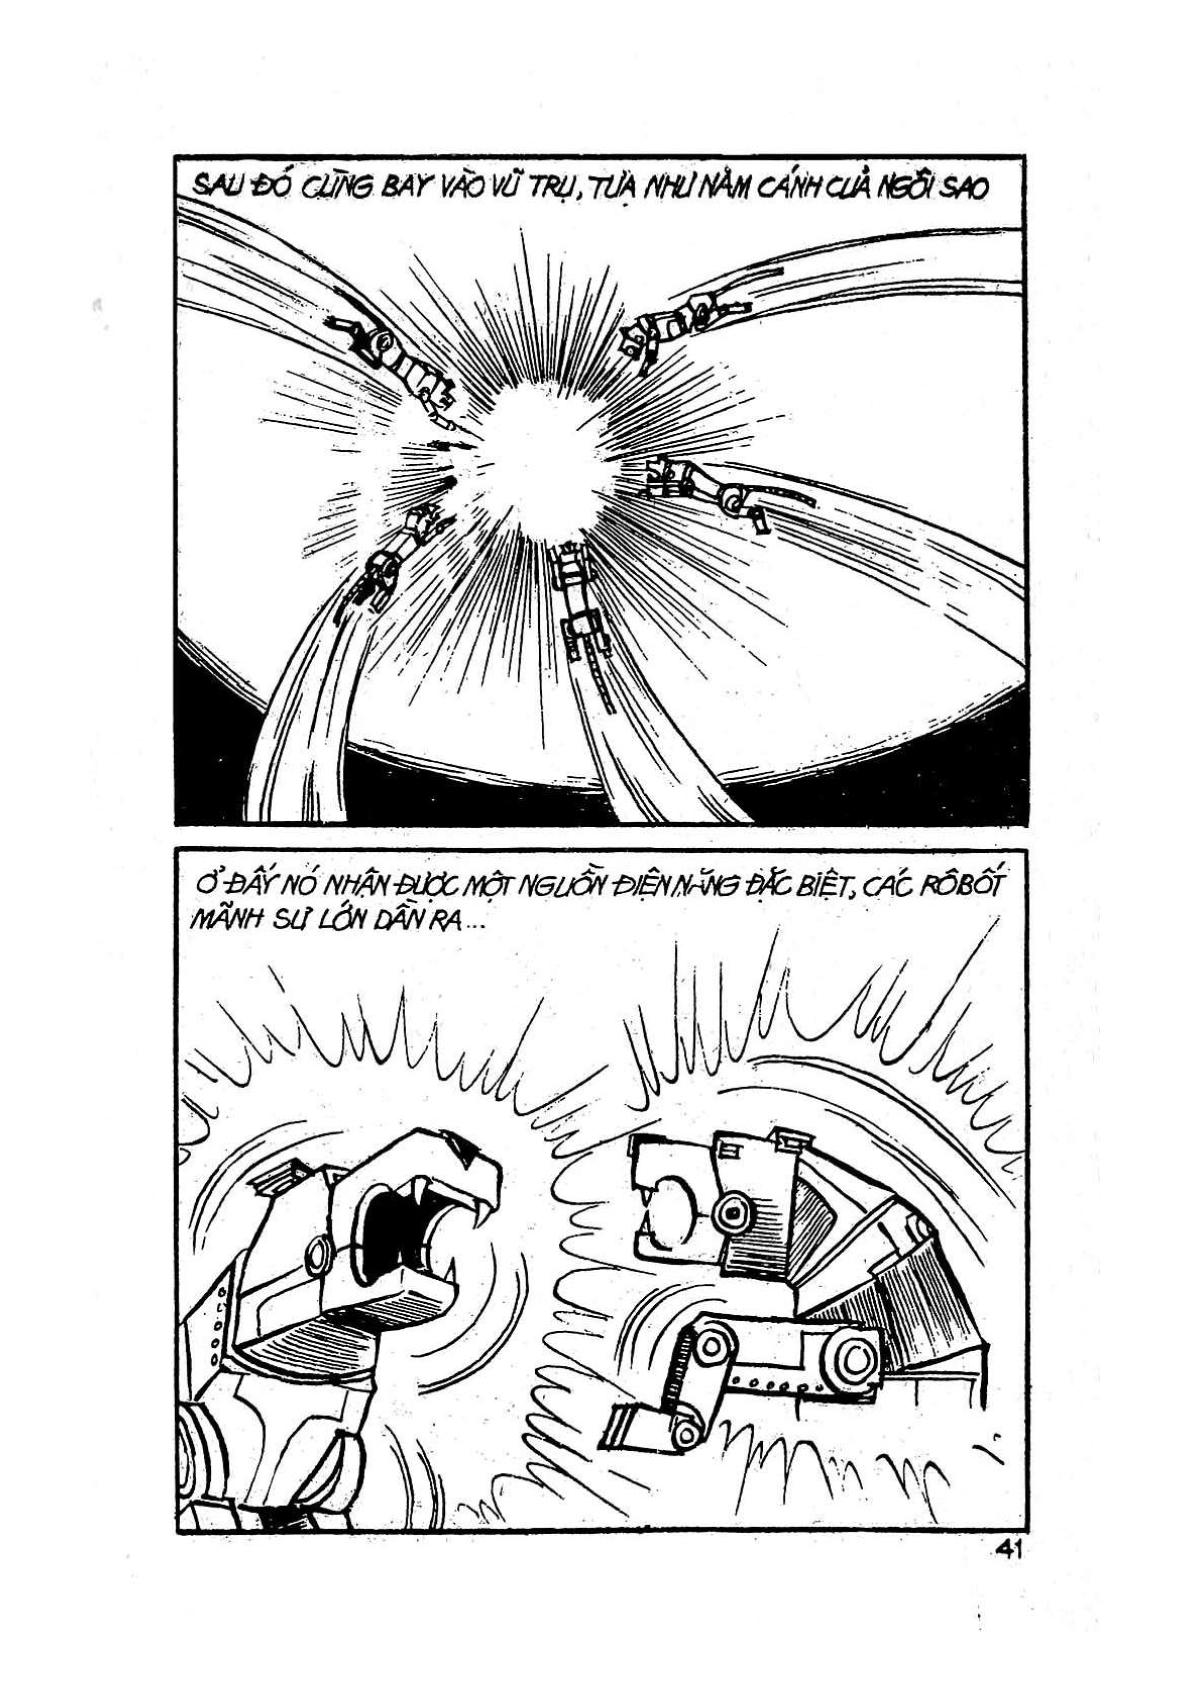 SAU ĐÓ CÙNG BAY VÀO VŨ TRỤ, TỰA NHƯ NĂM CÁNH CỦA NGÔI SAO
Ở ĐẤY NÓ NHẬN ĐƯỢC MỘT NGUỒN ĐIỆN NĂNG ĐẶC BIỆT, CÁC RÔBỐT
MÃNH SƯ LỚN DẦN RA...
41